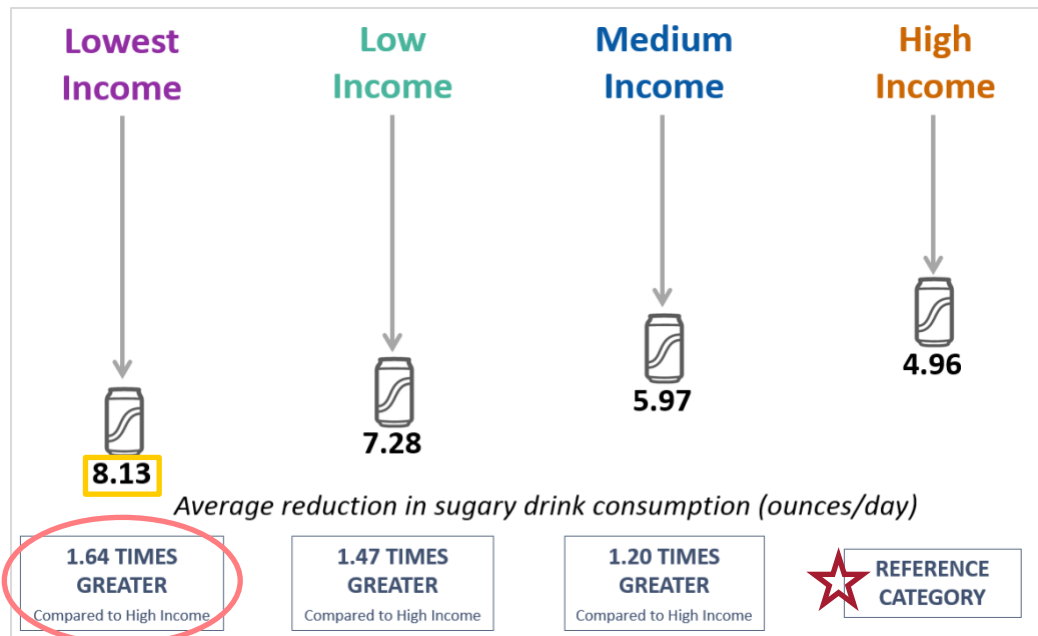 Lowest
Income
Low
Income
Medium
Income
High
Income
8.13
7.28
5.97
4.96
Average reduction in sugary drink consumption (ounces/day)
1.64 TIMES
GREATER
Compared to High Income
1.47 TIMES
GREATER
Compared to High Income
1.20 TIMES
GREATER
Compared to High Income
REFERENCE
CATEGORY